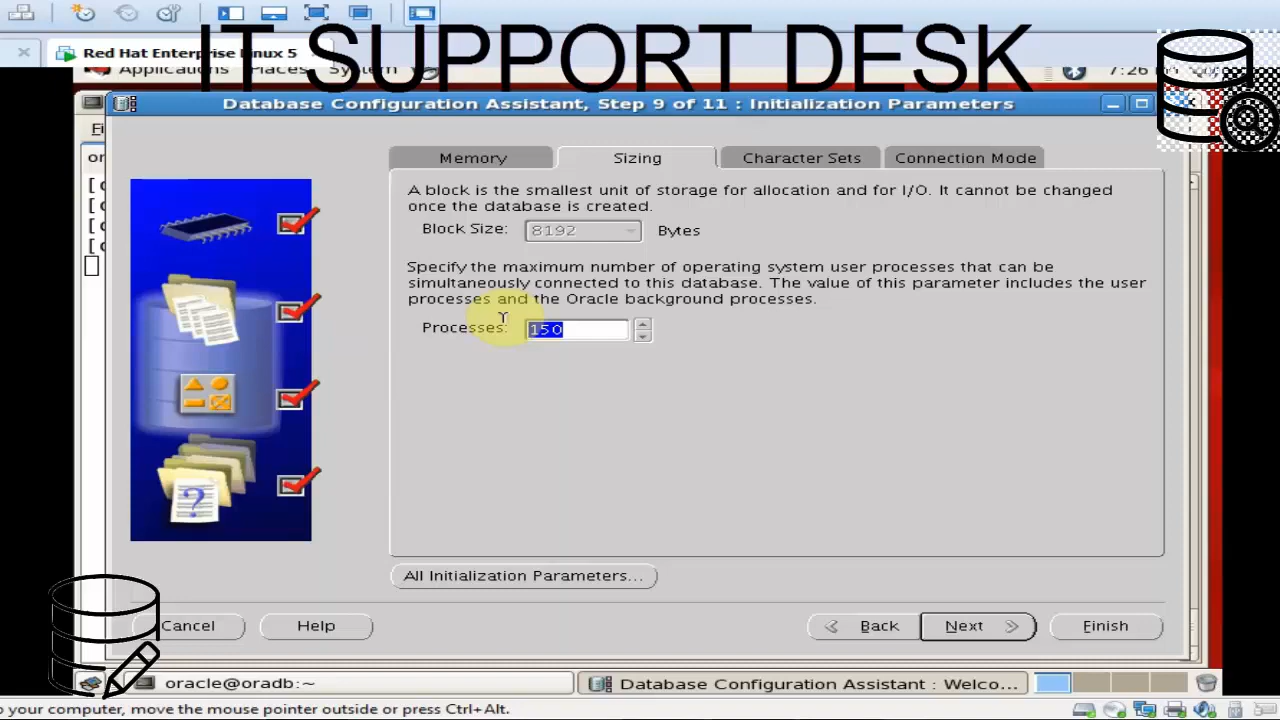 IT SUPPORT DESK
Red Hat Enterprise Linux 5
Applications Places System
7:26
Database Configuration Assistant, Step 9 of 11 : Initialization Parameters
Memory
Sizing
Character Sets
Connection Mode
A block is the smallest unit of storage for allocation and for I/O. It cannot be changed
once the database is created.
Block Size: 8192 Bytes
Specify the maximum number of operating system user processes that can be
simultaneously connected to this database. The value of this parameter includes the user
processes and the Oracle background processes.
Processes: 150
All Initialization Parameters...
Cancel
Help
Back
Next
Finish
oracle@oradb:~
Database Configuration Assistant : Welco...
your computer, move the mouse pointer outside or press Ctrl+Alt.